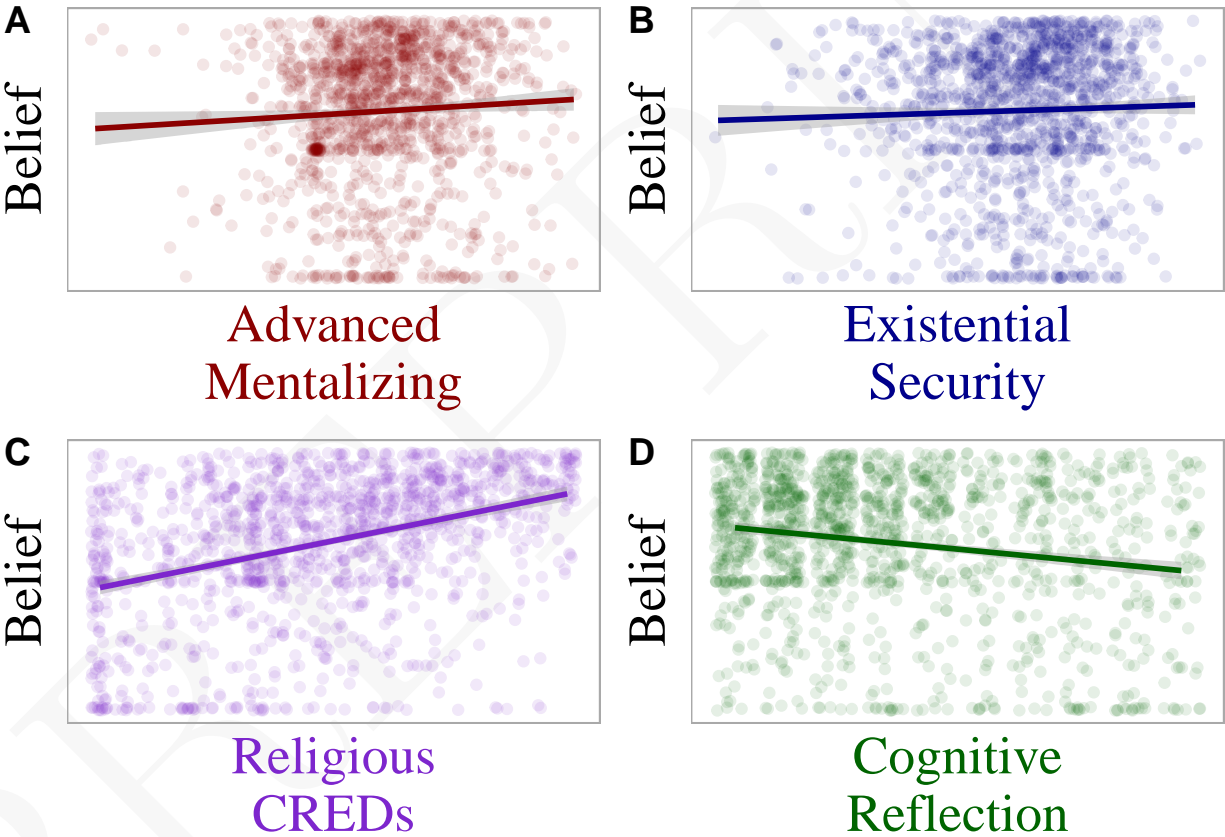 A
Belief
Advanced
Mentalizing
B
Belief
Existential
Security
C
Belief
Religious
CREDs
D
Belief
Cognitive
Reflection